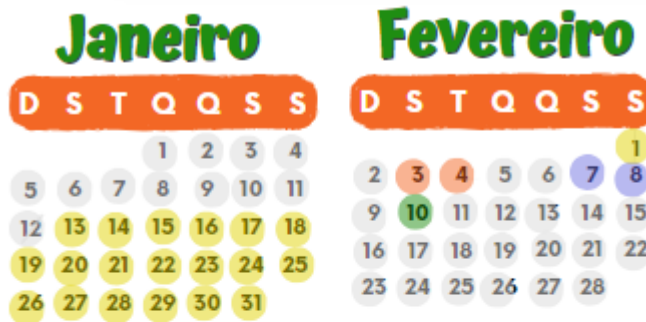 Janeiro
D S T Q Q S S
1 2 3 4
5 6 7 8 9 10 11
12 13 14 15 16 17 18
19 20 21 22 23 24 25
26 27 28 29 30 31
Fevereiro
D S T Q Q S S
1
2 3 4 5 6 7 8
9 10 11 12 13 14 15
16 17 18 19 20 21 22
23 24 25 26 27 28